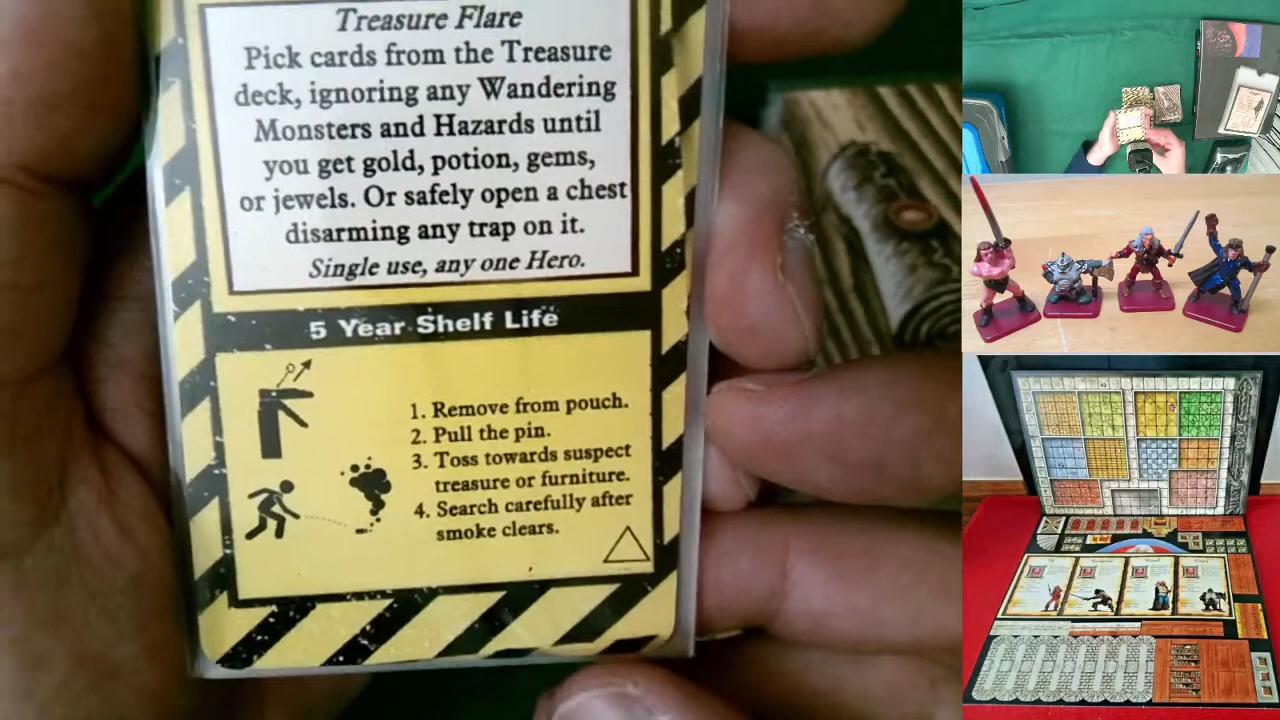 Treasure Flare
Pick cards from the Treasure
deck, ignoring any Wandering
Monsters and Hazards until
you get gold, potion, gems,
or jewels. Or safely open a chest
disarming any trap on it.
Single use, any one Hero.
5 Year Shelf Life
1. Remove from pouch.
2. Pull the pin.
3. Toss towards suspect
treasure or furniture.
4. Search carefully after
smoke clears.